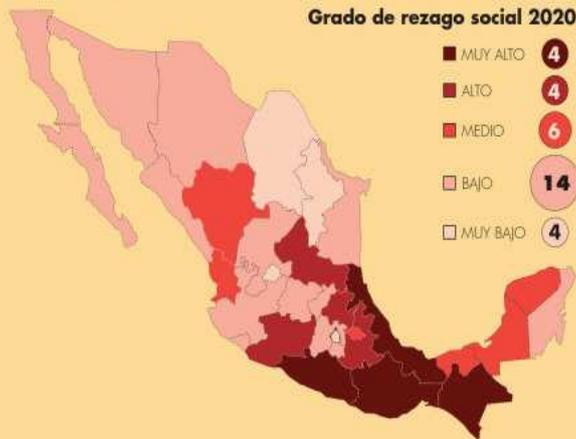 Grado de rezago social 2020
MUY ALTO 4
ALTO 4
MEDIO 6
BAJO 14
MUY BAJO 4